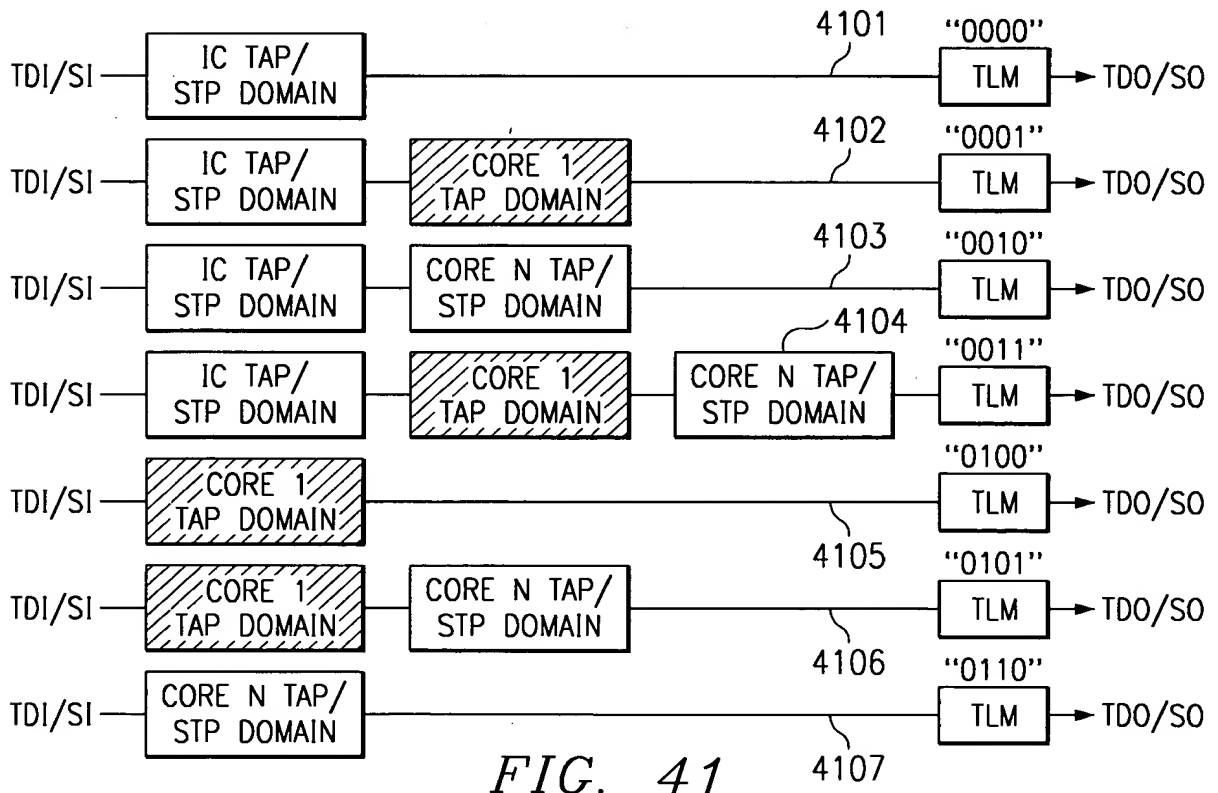 4101 "0000"
TDI/SI IC TAP/ STP DOMAIN TLM TDO/SO
4102 "0001"
TDI/SI IC TAP/ STP DOMAIN CORE 1 TAP DOMAIN TLM TDO/SO
4103 "0010"
TDI/SI IC TAP/ STP DOMAIN CORE N TAP/ STP DOMAIN TLM TDO/SO
4104 "0011"
TDI/SI IC TAP/ STP DOMAIN CORE 1 TAP DOMAIN CORE N TAP/ STP DOMAIN TLM TDO/SO
"0100"
TDI/SI CORE 1 TAP DOMAIN TLM TDO/SO
4105 "0101"
TDI/SI CORE 1 TAP DOMAIN CORE N TAP/ STP DOMAIN TLM TDO/SO
4106 "0110"
TDI/SI CORE N TAP/ STP DOMAIN TLM TDO/SO
4107
FIG. 41